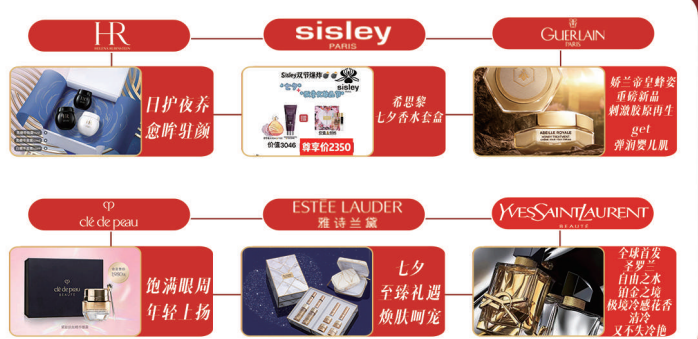 HR
HELENA RUBINSTEIN
sisley
PARIS
GUERLAIN
PARIS
日护夜养
愈眸驻颜
Sisley双节爆炸
sisley
价值3046
尊享价2350
希思黎
七夕香水套盒
ABEILLE ROYALE
HONEY TREATMENT
娇兰帝皇蜂姿
重磅新品
刺激胶原再生
get
弹润婴儿肌
clé de peau
ESTĒE LAUDER
雅诗兰黛
YVESSAINTLAURENT
BEAUTÉ
clé de peau
BEAUTÉ
饱满眼周
年轻上扬
七夕
至臻礼遇
焕肤呵宠
全球首发
圣罗兰
自由之水
铂金之境
极境冷感花香
清冷
又不失冷艳